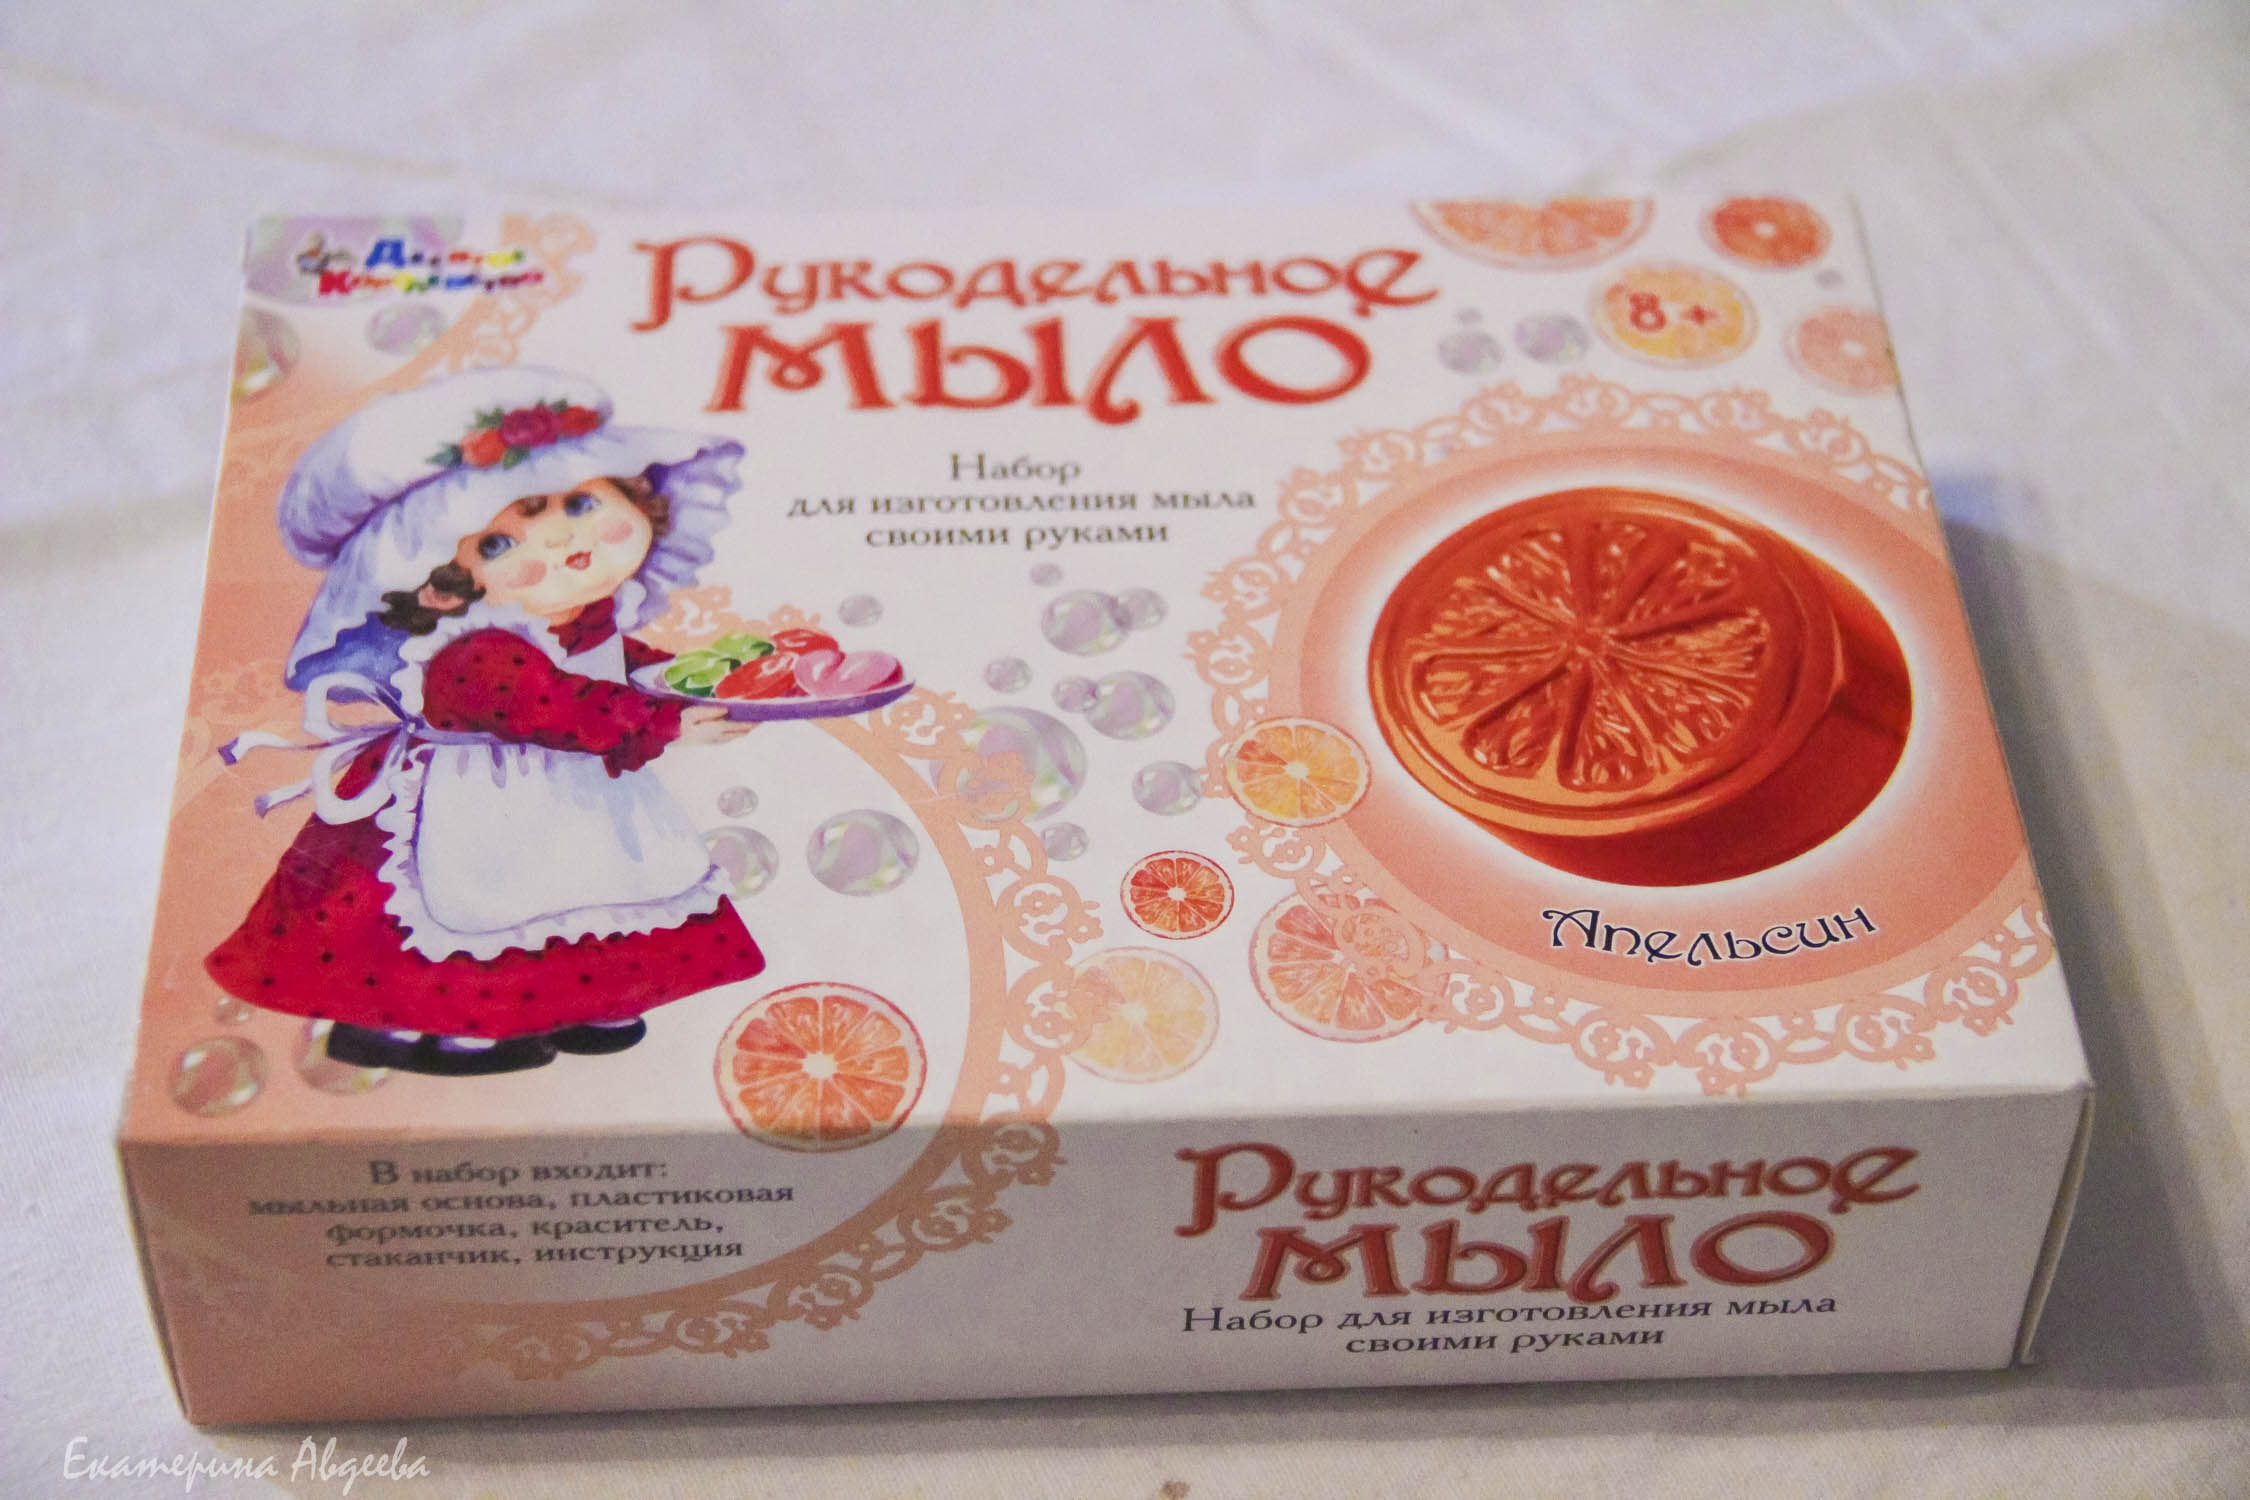 Рукодельное
мыло
8+
Набор
для изготовления мыла
своими руками
Апельсин
В набор входит:
мыльная основа, пластиковая
формочка, краситель,
стаканчик, инструкция
Рукодельное
мыло
Набор для изготовления мыла
своими руками
Екатерина Авдеева